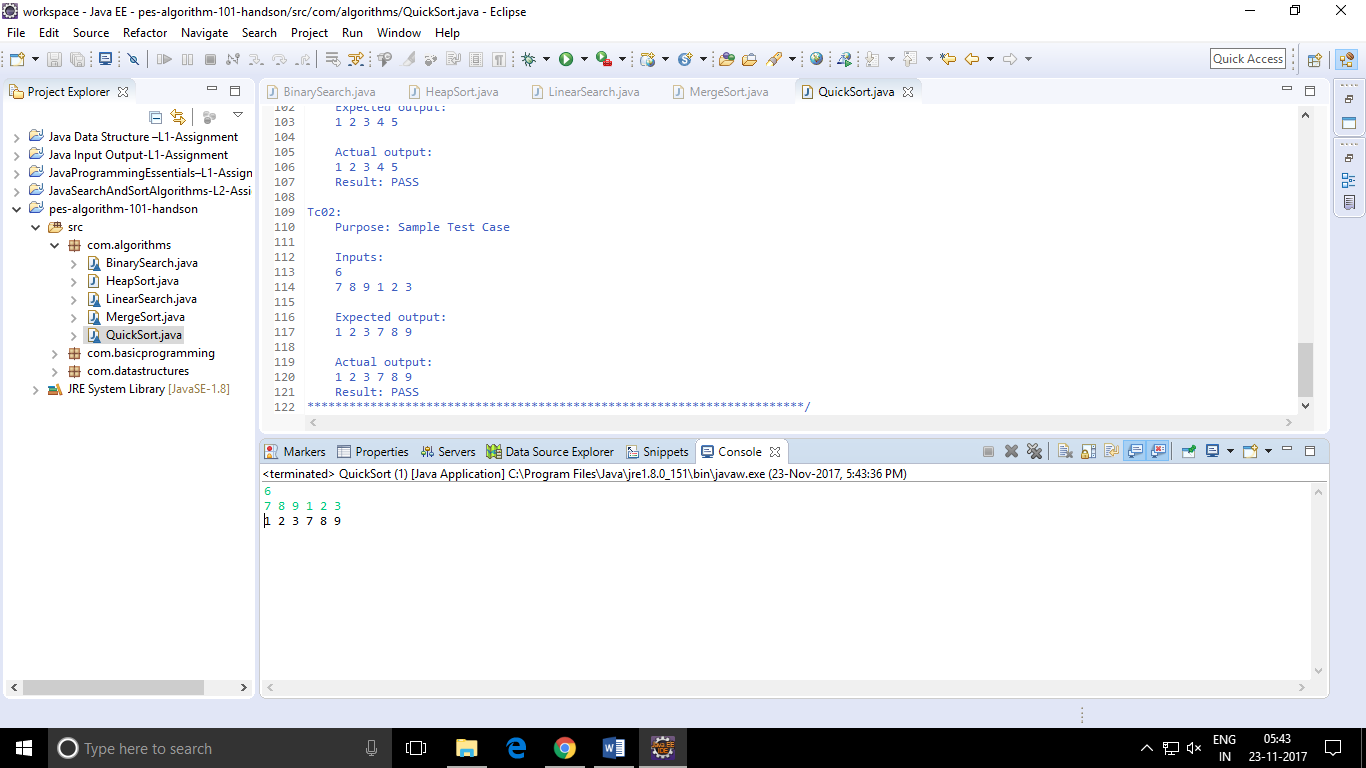 workspace - Java EE - pes-algorithm-101-handson/src/com/algorithms/QuickSort.java - Eclipse
File Edit Source Refactor Navigate Search Project Run Window Help
Quick Access
Project Explorer
Java Data Structure –L1-Assignment
Java Input Output-L1-Assignment
JavaProgrammingEssentials–L1-Assign
JavaSearchAndSortAlgorithms-L2-Assi
pes-algorithm-101-handson
src
com.algorithms
BinarySearch.java
HeapSort.java
LinearSearch.java
MergeSort.java
QuickSort.java
com.basicprogramming
com.datastructures
JRE System Library [JavaSE-1.8]
BinarySearch.java HeapSort.java LinearSearch.java MergeSort.java QuickSort.java
102 Expected output:
103 1 2 3 4 5
104
105 Actual output:
106 1 2 3 4 5
107 Result: PASS
108
109 Tc02:
110 Purpose: Sample Test Case
111
112 Inputs:
113 6
114 7 8 9 1 2 3
115
116 Expected output:
117 1 2 3 7 8 9
118
119 Actual output:
120 1 2 3 7 8 9
121 Result: PASS
122 ***********************************************************************/
Markers Properties Servers Data Source Explorer Snippets Console
<terminated> QuickSort (1) [Java Application] C:\Program Files\Java\jre1.8.0_151\bin\javaw.exe (23-Nov-2017, 5:43:36 PM)
6
7 8 9 1 2 3
1 2 3 7 8 9
Type here to search
Java EE
IDE
ENG
IN
05:43
23-11-2017